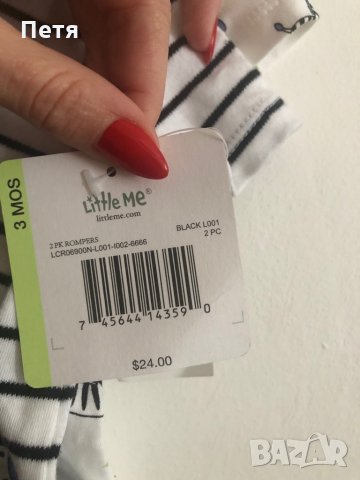 Петя
3 MOS
Little Me®
littleme.com
2 PK ROMPERS
BLACK L001
LCR06900N-L001-I002-6666
2 PC
7 45644 14359 0
$24.00
BAZAR